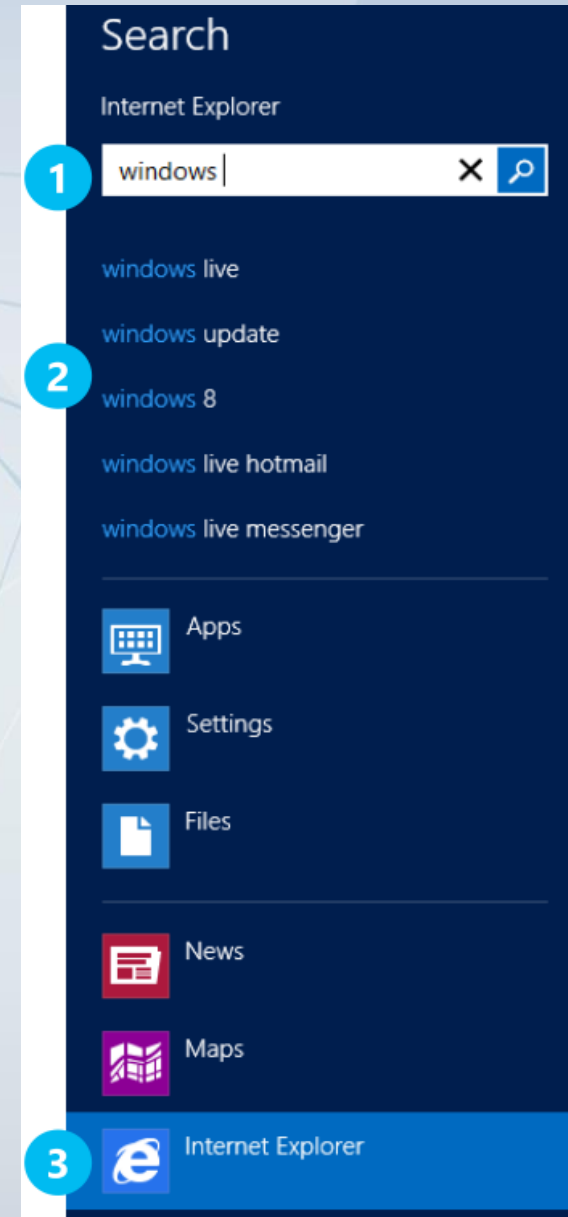 Search
Internet Explorer
1
windows
windows live
windows update
2
windows 8
windows live hotmail
windows live messenger
Apps
Settings
Files
News
Maps
3
Internet Explorer